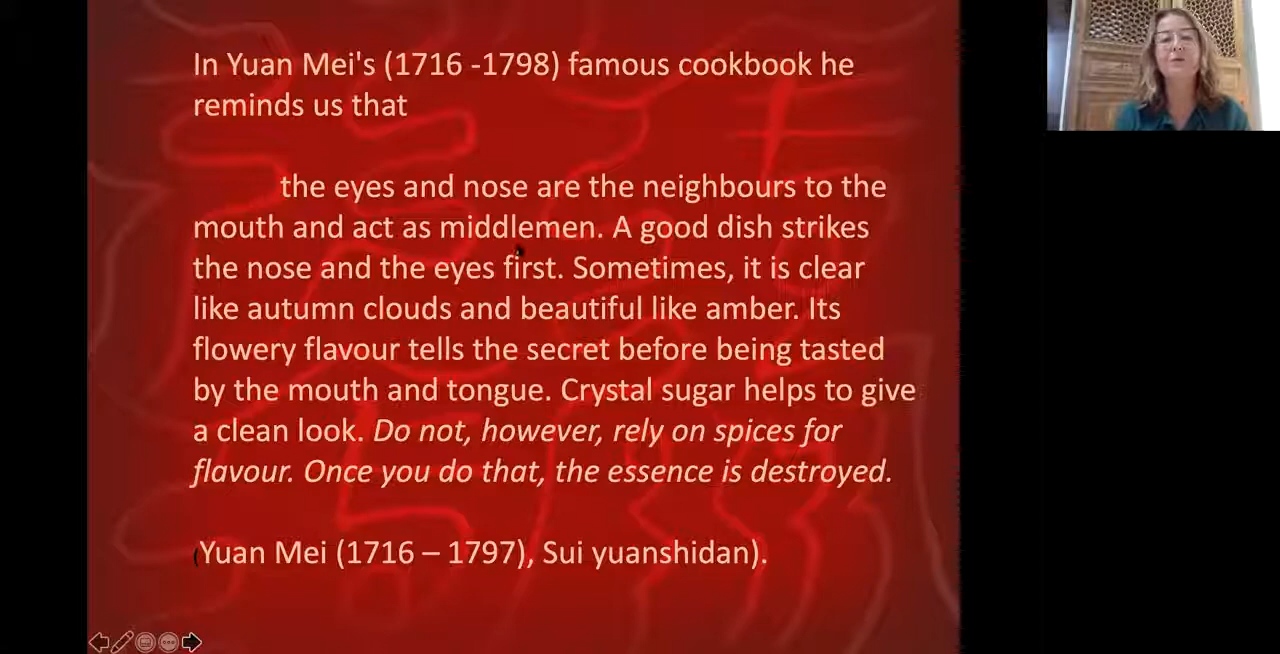 In Yuan Mei's (1716 -1798) famous cookbook he
reminds us that
the eyes and nose are the neighbours to the
mouth and act as middlemen. A good dish strikes
the nose and the eyes first. Sometimes, it is clear
like autumn clouds and beautiful like amber. Its
flowery flavour tells the secret before being tasted
by the mouth and tongue. Crystal sugar helps to give
a clean look. Do not, however, rely on spices for
flavour. Once you do that, the essence is destroyed.
(Yuan Mei (1716 – 1797), Sui yuanshidan).